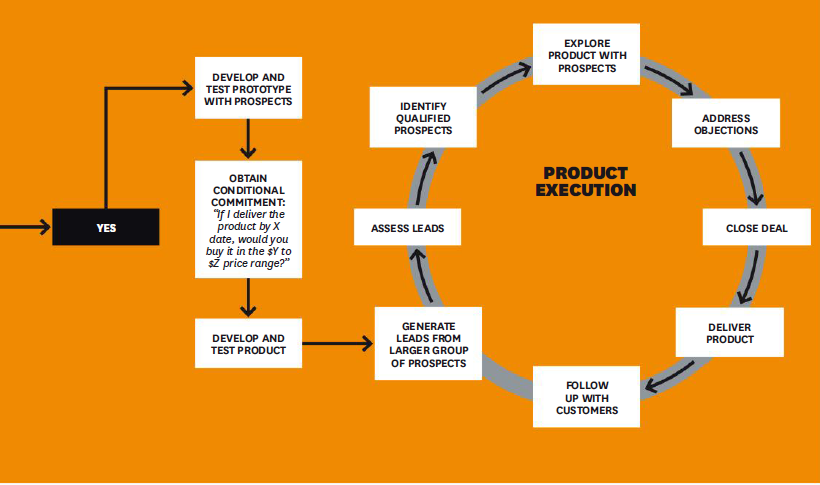 YES
DEVELOP AND
TEST PROTOTYPE
WITH PROSPECTS
OBTAIN
CONDITIONAL
COMMITMENT:
“If I deliver the
product by X
date, would you
buy it in the $Y to
$Z price range?”
DEVELOP AND
TEST PRODUCT
GENERATE
LEADS FROM
LARGER GROUP
OF PROSPECTS
ASSESS LEADS
IDENTIFY
QUALIFIED
PROSPECTS
EXPLORE
PRODUCT WITH
PROSPECTS
ADDRESS
OBJECTIONS
CLOSE DEAL
DELIVER
PRODUCT
FOLLOW
UP WITH
CUSTOMERS
PRODUCT
EXECUTION